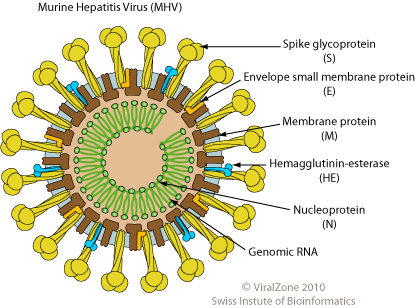 Murine Hepatitis Virus (MHV)
Spike glycoprotein
(S)
Envelope small membrane protein
(E)
Membrane protein
(M)
Hemagglutinin-esterase
(HE)
Nucleoprotein
(N)
Genomic RNA
© ViralZone 2010
Swiss Instute of Bioinformatics